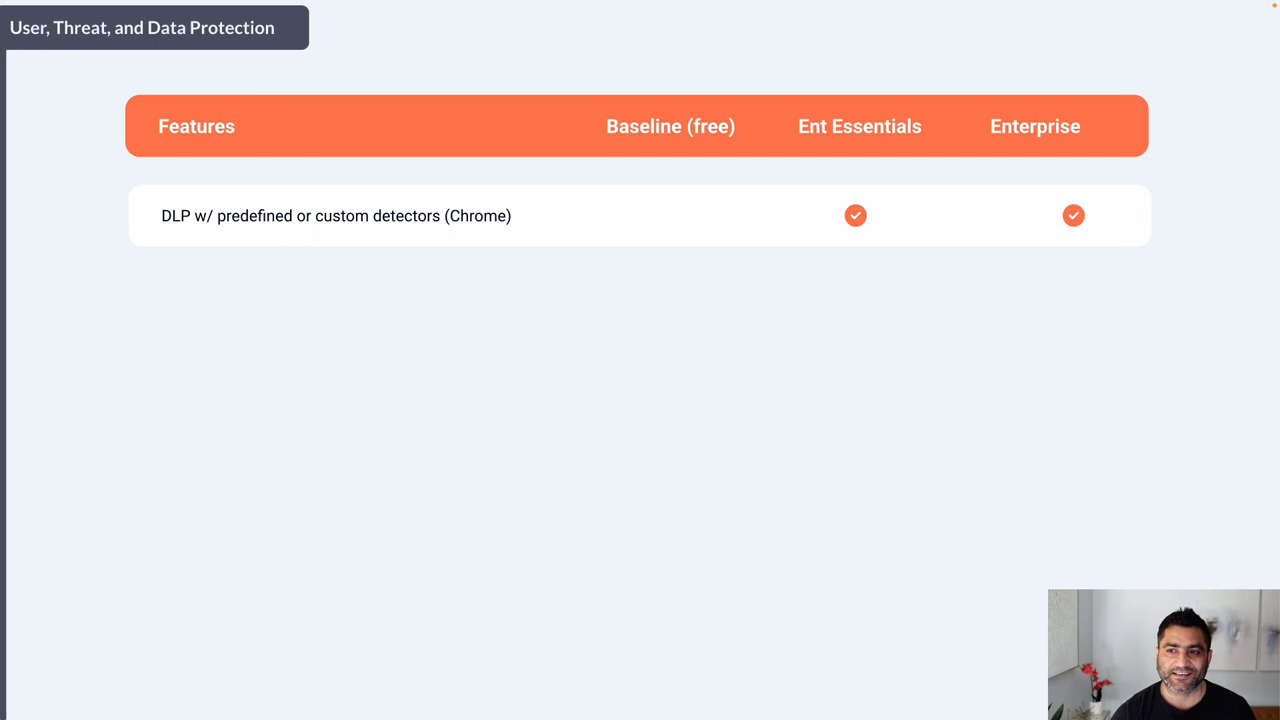 User, Threat, and Data Protection
Features Baseline (free) Ent Essentials Enterprise
DLP w/ predefined or custom detectors (Chrome)